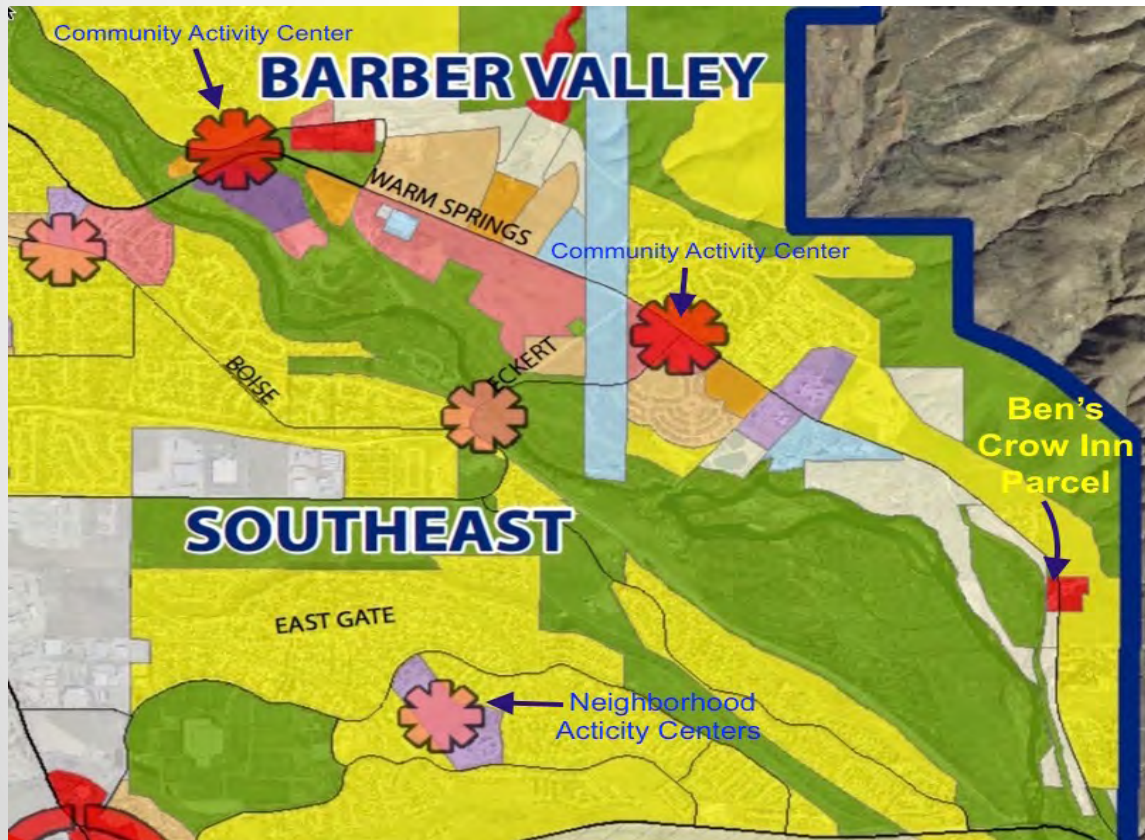 Community Activity Center
BARBER VALLEY
WARM SPRINGS
Community Activity Center
ECKERT
BOISE
Ben's
Crow Inn
Parcel
SOUTHEAST
EAST GATE
Neighborhood
Acticity Centers